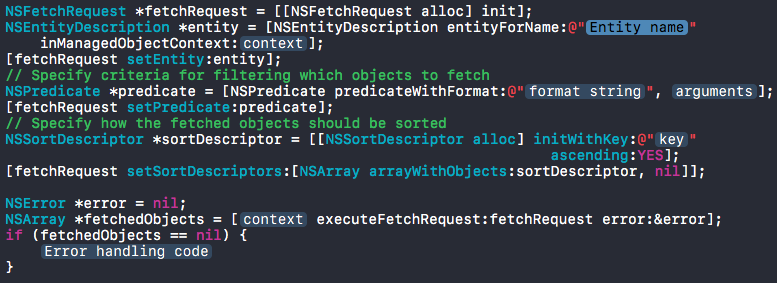 NSFetchRequest *fetchRequest = [[NSFetchRequest alloc] init];
NSEntityDescription *entity = [NSEntityDescription entityForName:@"Entity name"
inManagedObjectContext:context];
[fetchRequest setEntity:entity];
// Specify criteria for filtering which objects to fetch
NSPredicate *predicate = [NSPredicate predicateWithFormat:@"format string", arguments];
[fetchRequest setPredicate:predicate];
// Specify how the fetched objects should be sorted
NSSortDescriptor *sortDescriptor = [[NSSortDescriptor alloc] initWithKey:@"key"
ascending:YES];
[fetchRequest setSortDescriptors:[NSArray arrayWithObjects:sortDescriptor, nil]];
NSError *error = nil;
NSArray *fetchedObjects = [context executeFetchRequest:fetchRequest error:&error];
if (fetchedObjects == nil) {
Error handling code
}